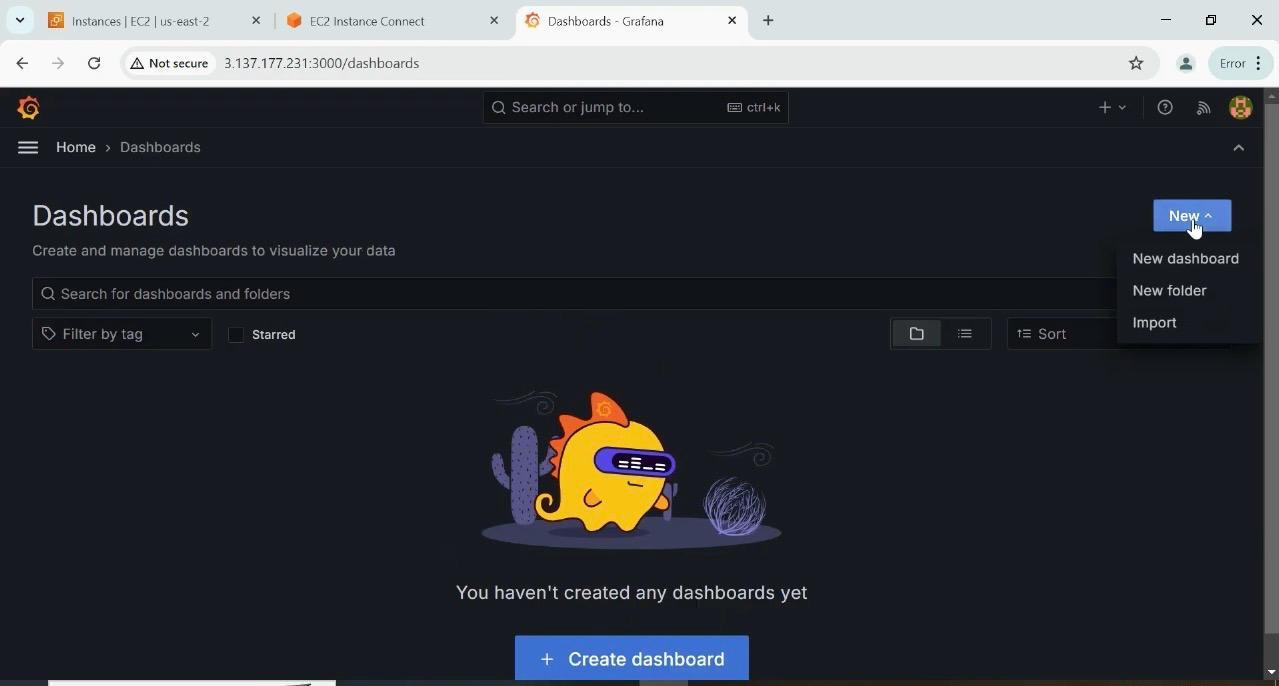 Instances | EC2 | us-east-2
EC2 Instance Connect
Dashboards - Grafana
Not secure
3.137.177.231:3000/dashboards
Error
Search or jump to...
ctrl+k
Home › Dashboards
Dashboards
New
Create and manage dashboards to visualize your data
New dashboard
Search for dashboards and folders
New folder
Import
Filter by tag
Starred
Sort
You haven't created any dashboards yet
+ Create dashboard